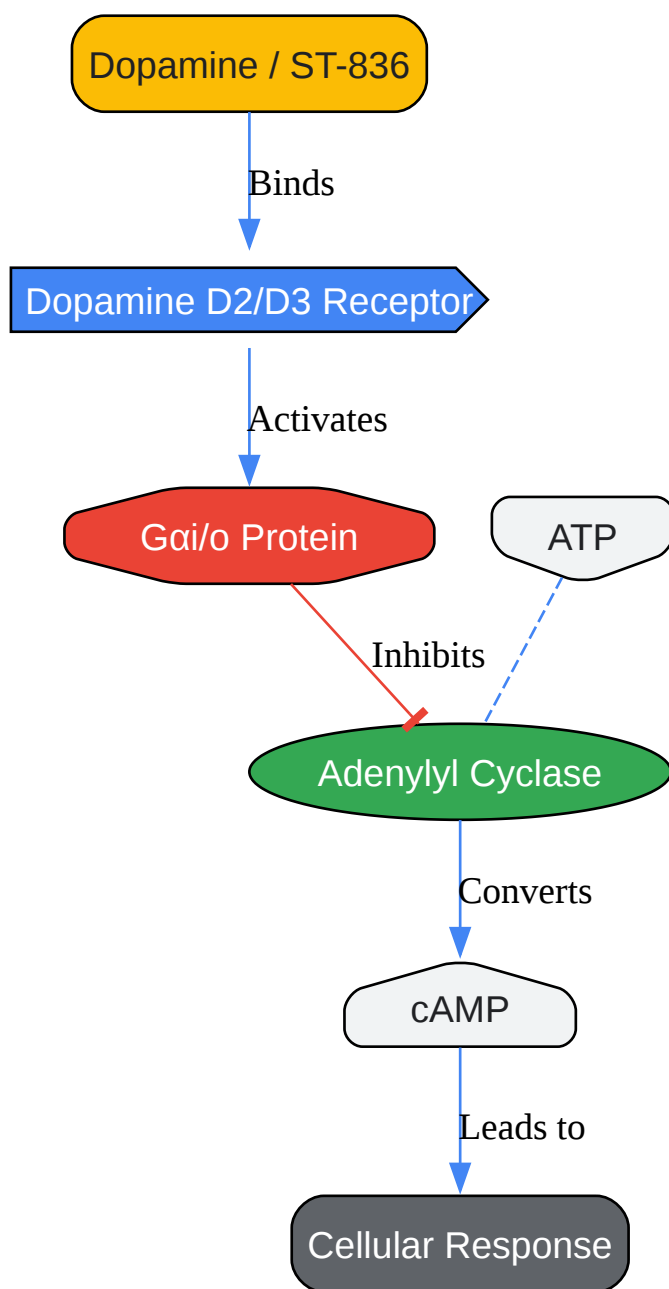 Dopamine / ST-836
Binds
Dopamine D2/D3 Receptor
Activates
Gαi/o Protein
ATP
Inhibits
Adenylyl Cyclase
Converts
cAMP
Leads to
Cellular Response